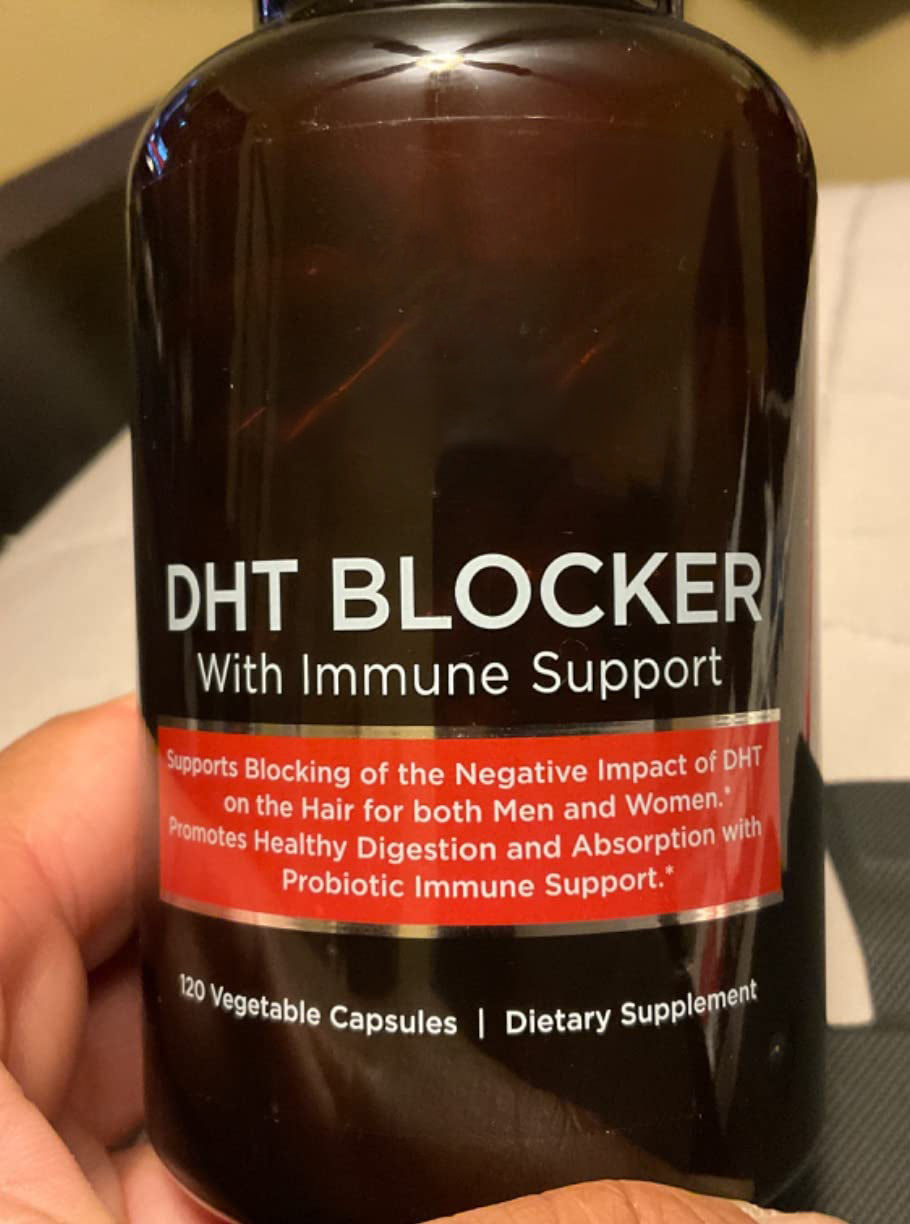 DHT BLOCKER
With Immune Support
Supports Blocking of the Negative Impact of DHT
on the Hair for both Men and Women.*
Promotes Healthy Digestion and Absorption with
Probiotic Immune Support.*
120 Vegetable Capsules | Dietary Supplement